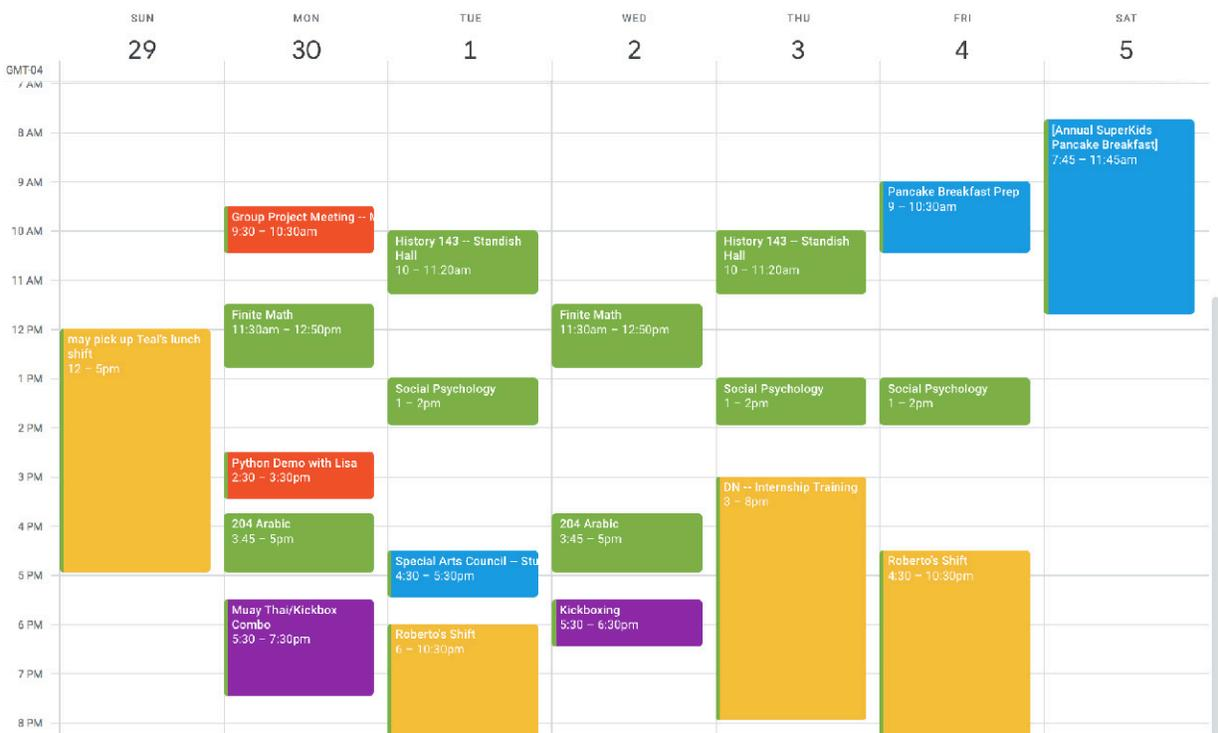 SUN MON TUE WED THU FRI SAT
29 30 1 2 3 4 5
GMT-04
7 AM
8 AM
9 AM
10 AM
11 AM
12 PM
1 PM
2 PM
3 PM
4 PM
5 PM
6 PM
7 PM
8 PM
may pick up Teal's lunch
shift
12 – 5pm
Group Project Meeting -- M
9:30 – 10:30am
Finite Math
11:30am – 12:50pm
Python Demo with Lisa
2:30 – 3:30pm
204 Arabic
3:45 – 5pm
Muay Thai/Kickbox
Combo
5:30 – 7:30pm
History 143 -- Standish
Hall
10 – 11:20am
Social Psychology
1 – 2pm
Special Arts Council -- Stu
4:30 – 5:30pm
Roberto's Shift
6 – 10:30pm
Finite Math
11:30am – 12:50pm
204 Arabic
3:45 – 5pm
Kickboxing
5:30 – 6:30pm
History 143 -- Standish
Hall
10 – 11:20am
Social Psychology
1 – 2pm
DN -- Internship Training
3 – 8pm
Pancake Breakfast Prep
9 – 10:30am
Social Psychology
1 – 2pm
Roberto's Shift
4:30 – 10:30pm
[Annual SuperKids
Pancake Breakfast]
7:45 – 11:45am